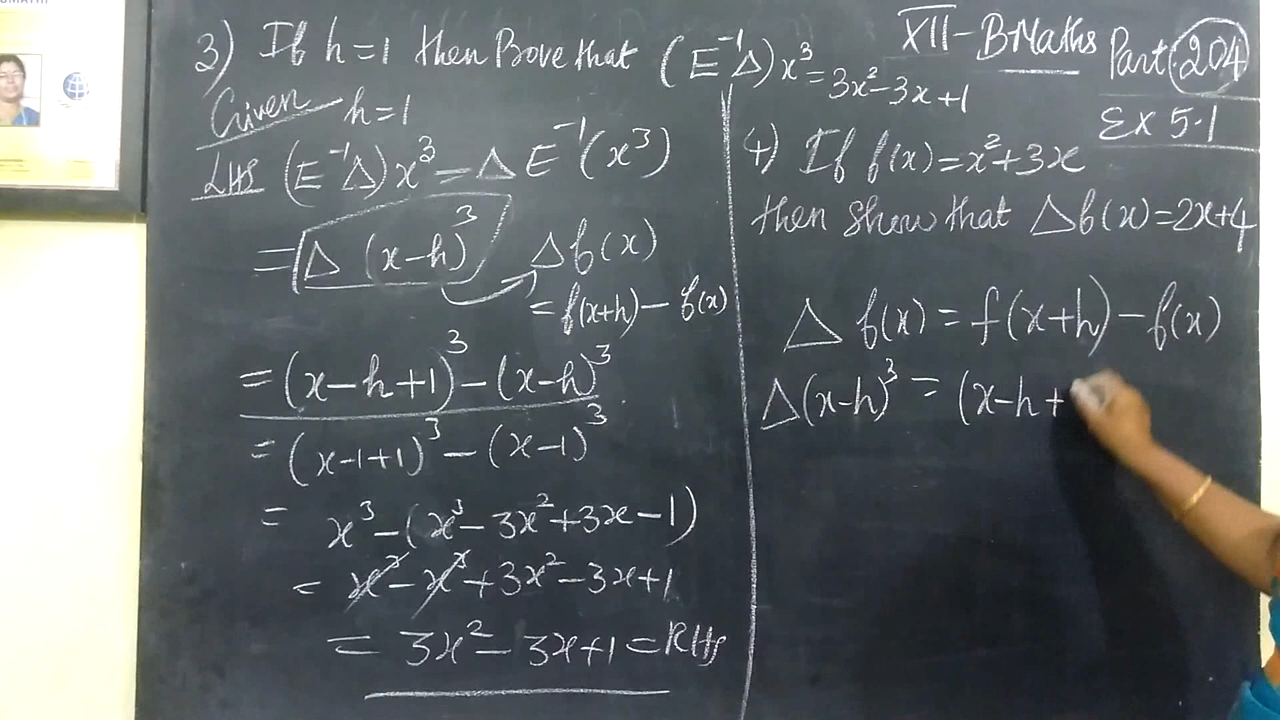 XII - B.Maths Part 204
Ex 5.1
3) If h=1 then Prove that (E⁻¹Δ)x³=3x²-3x+1
Given h=1
LHS (E⁻¹Δ)x³=ΔE⁻¹(x³)
=Δ(x-h)³ Δf(x)
=f(x+h)-f(x)
=(x-h+1)³-(x-h)³
=(x-1+1)³-(x-1)³
= x³-(x³-3x²+3x-1)
= x³-x³+3x²-3x+1
= 3x²-3x+1=RHS
4) If f(x)=x²+3x
then show that Δf(x)=2x+4
Δ f(x)=f(x+h)-f(x)
Δ(x-h)³ = (x-h+